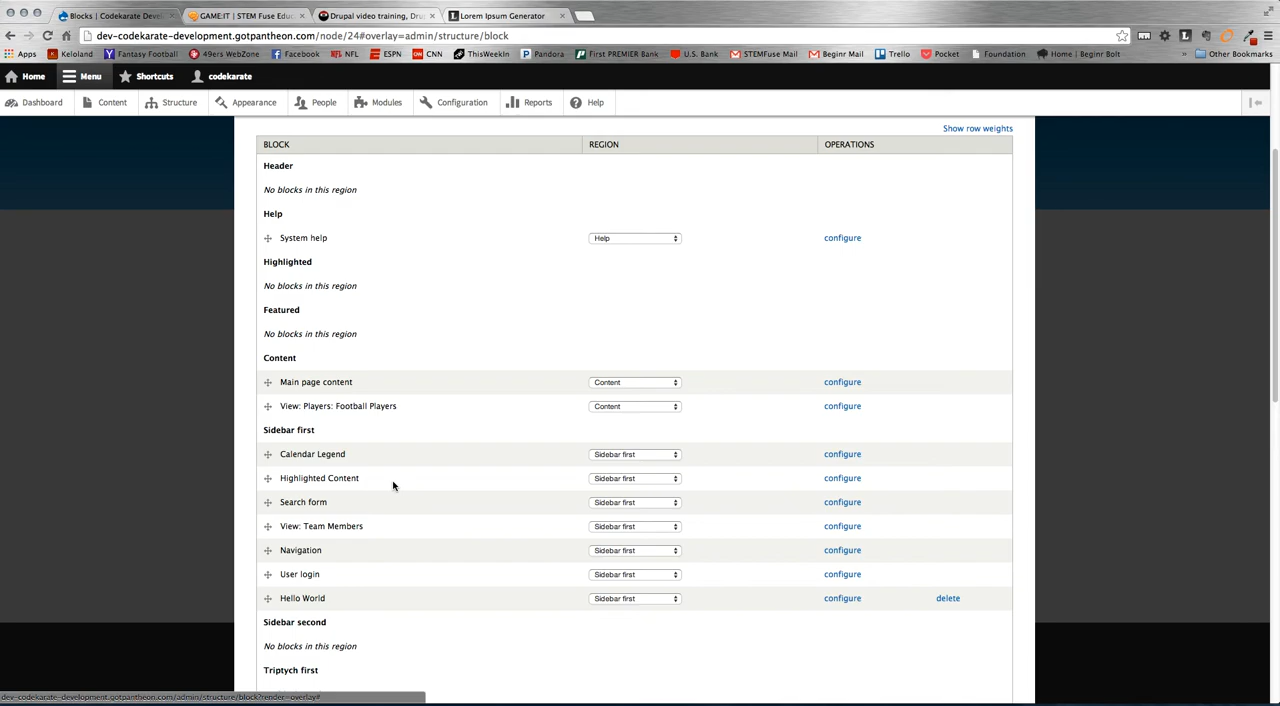 Blocks | Codekarate Devel
GAME:IT | STEM Fuse Educ
Drupal video training, Dru
Lorem Ipsum Generator
dev-codekarate-development.gotpantheon.com/node/24#overlay=admin/structure/block
Apps Keloland Fantasy Football 49ers WebZone ESPN Facebook NFL CNN ThisWeekIn Pandora First PREMIER Bank U.S. Bank STEMFuse Mail Beginr Mail Trello Pocket Foundation Home | Beginr Bolt » Other Bookmarks
Home Menu Shortcuts codekarate
Dashboard Content Structure Appearance People Modules Configuration Reports Help
Show row weights
BLOCK REGION OPERATIONS
Header
No blocks in this region
Help
System help Help configure
Highlighted
No blocks in this region
Featured
No blocks in this region
Content
Main page content Content configure
View: Players: Football Players Content configure
Sidebar first
Calendar Legend Sidebar first configure
Highlighted Content Sidebar first configure
Search form Sidebar first configure
View: Team Members Sidebar first configure
Navigation Sidebar first configure
User login Sidebar first configure
Hello World Sidebar first configure delete
Sidebar second
No blocks in this region
Triptych first
dev-codekarate-development.gotpantheon.com/admin/structure/block?render=overlay#